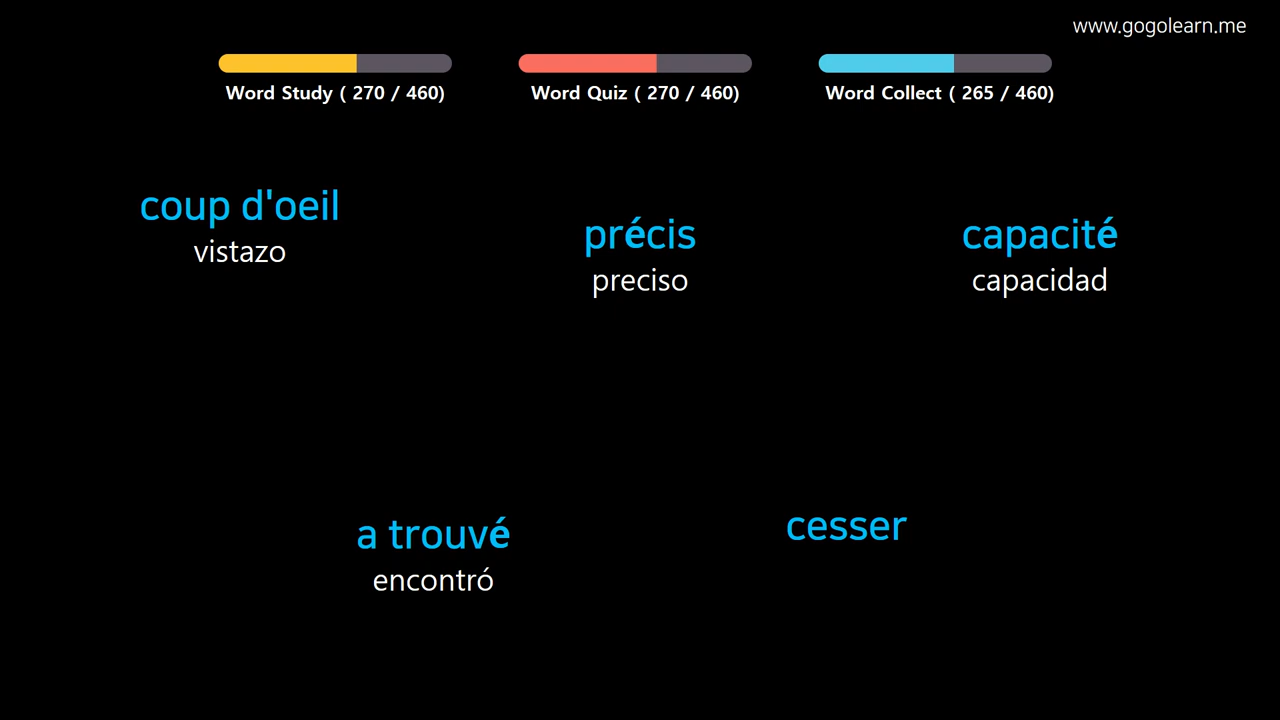 www.gogolearn.me
Word Study ( 270 / 460)
Word Quiz ( 270 / 460)
Word Collect ( 265 / 460)
coup d'oeil
vistazo
précis
preciso
capacité
capacidad
a trouvé
encontró
cesser